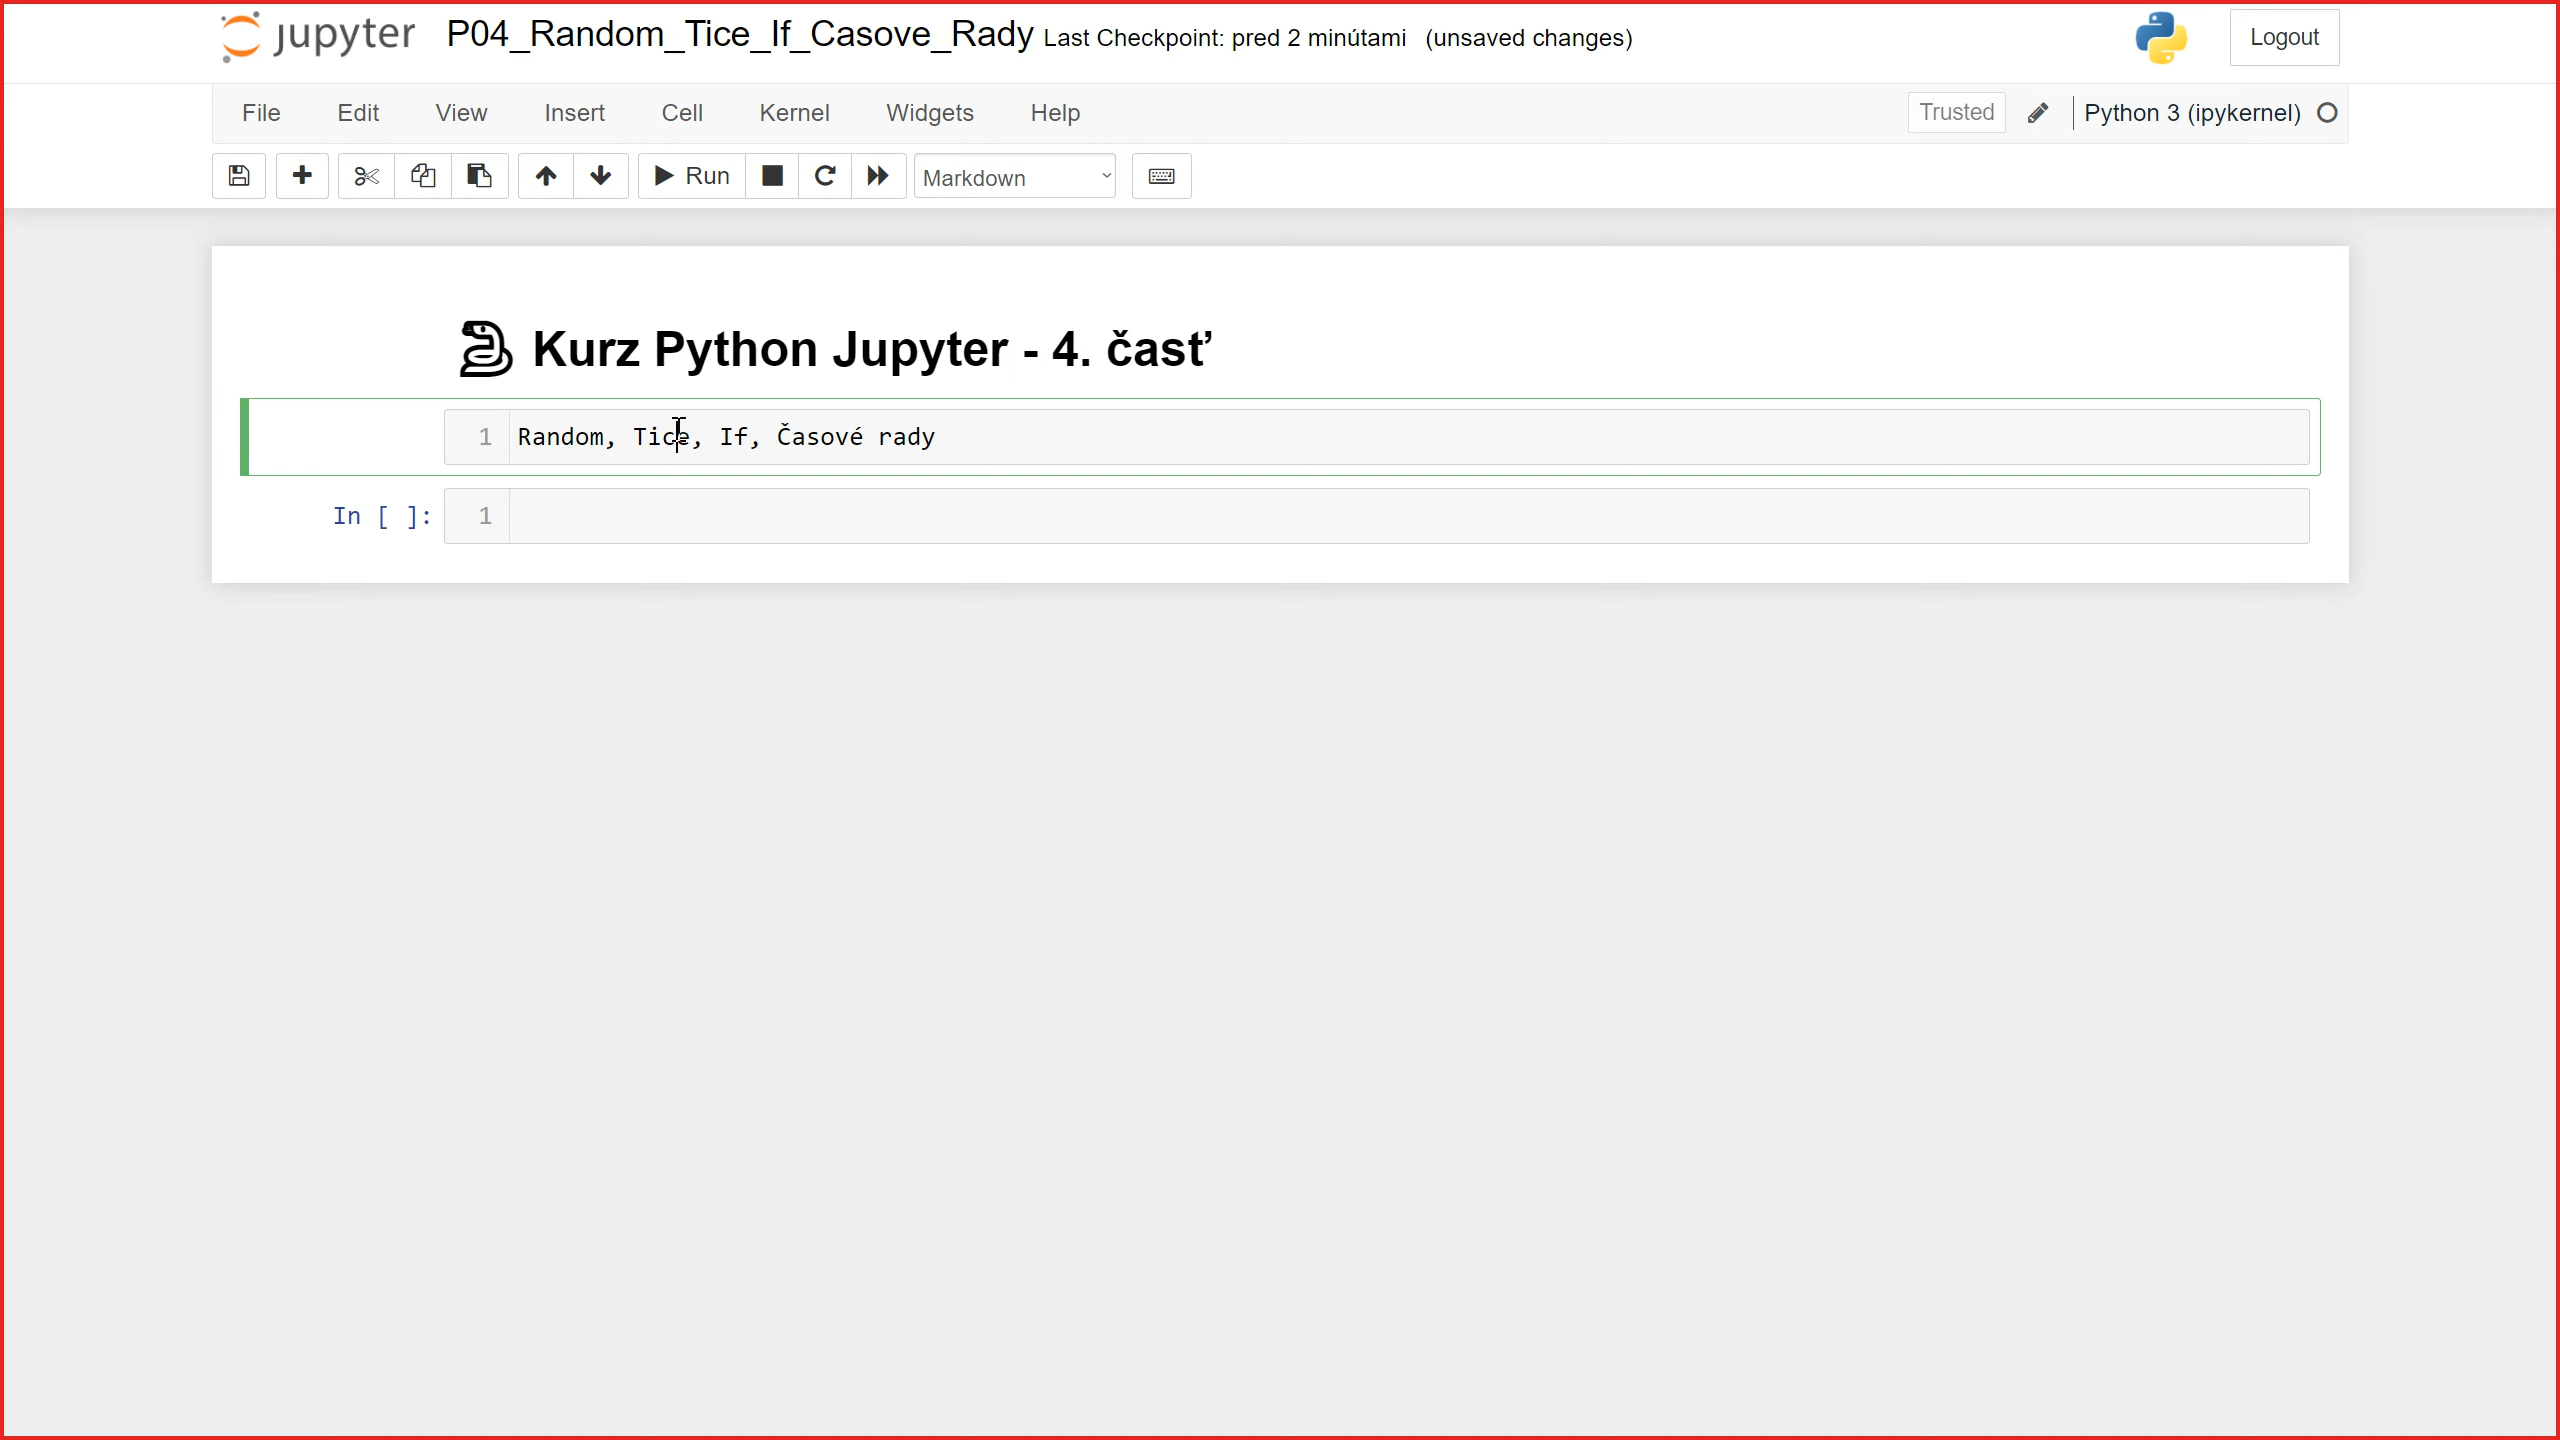 jupyter P04_Random_Tice_If_Casove_Rady Last Checkpoint: pred 2 minútami (unsaved changes) Logout
File Edit View Insert Cell Kernel Widgets Help Trusted Python 3 (ipykernel)
Run Markdown
Kurz Python Jupyter - 4. časť
1 Random, Tice, If, Časové rady
In [ ]: 1